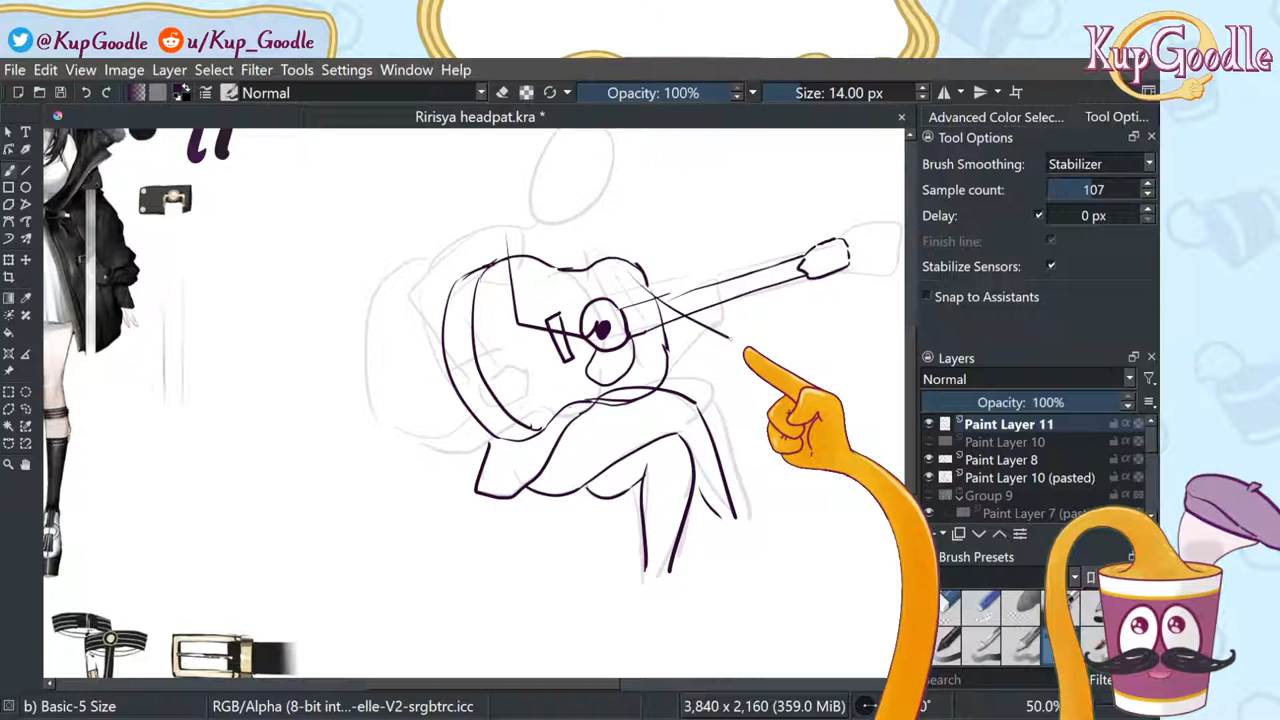 @KupGoodle u/Kup_Goodle
KupGoodle
File Edit View Image Layer Select Filter Tools Settings Window Help
Normal Opacity: 100% Size: 14.00 px
Ririsya headpat.kra * Advanced Color Selec... Tool Opti...
Tool Options
Brush Smoothing: Stabilizer
Sample count: 107
Delay: 0 px
Finish line:
Stabilize Sensors:
Snap to Assistants
Layers
Normal
Opacity: 100%
Paint Layer 11
Paint Layer 10
Paint Layer 8
Paint Layer 10 (pasted)
Group 9
Paint Layer 7 (pas
Brush Presets
earch Filte
b) Basic-5 Size RGB/Alpha (8-bit int...-elle-V2-srgbtrc.icc 3,840 x 2,160 (359.0 MiB) 50.0%